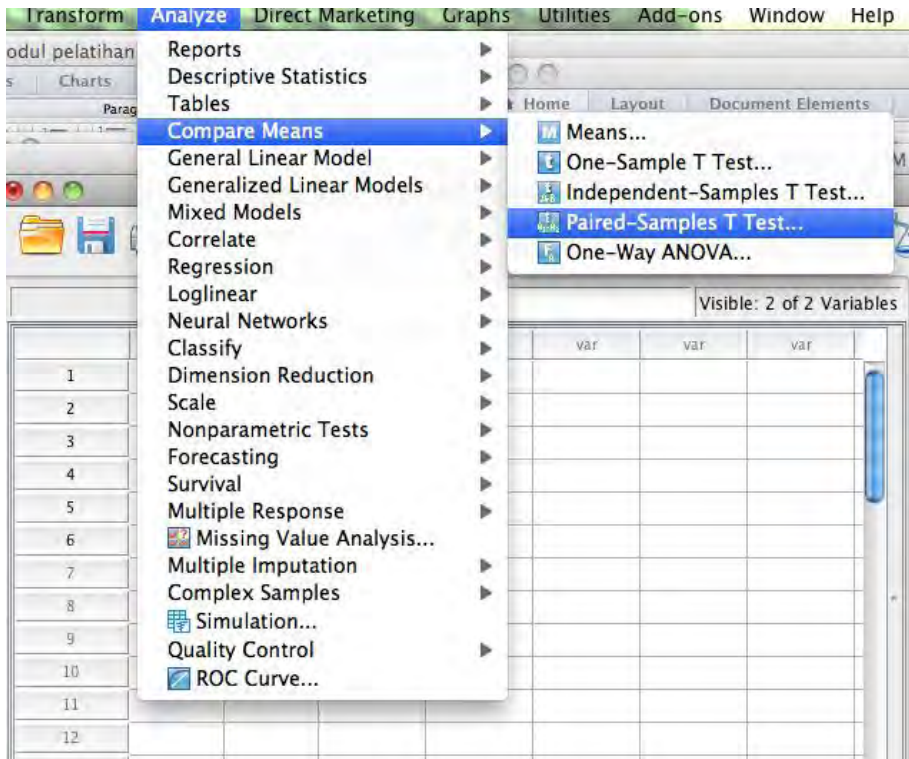 Transform Analyze Direct Marketing Graphs Utilities Add-ons Window Help
odul pelatihan
s Charts
Parag
Home Layout Document Elements
Reports
Descriptive Statistics
Tables
Compare Means
General Linear Model
Generalized Linear Models
Mixed Models
Correlate
Regression
Loglinear
Neural Networks
Classify
Dimension Reduction
Scale
Nonparametric Tests
Forecasting
Survival
Multiple Response
Missing Value Analysis...
Multiple Imputation
Complex Samples
Simulation...
Quality Control
ROC Curve...
Means...
One-Sample T Test...
Independent-Samples T Test...
Paired-Samples T Test...
One-Way ANOVA...
M
Visible: 2 of 2 Variables
var var var
1
2
3
4
5
6
7
8
9
10
11
12